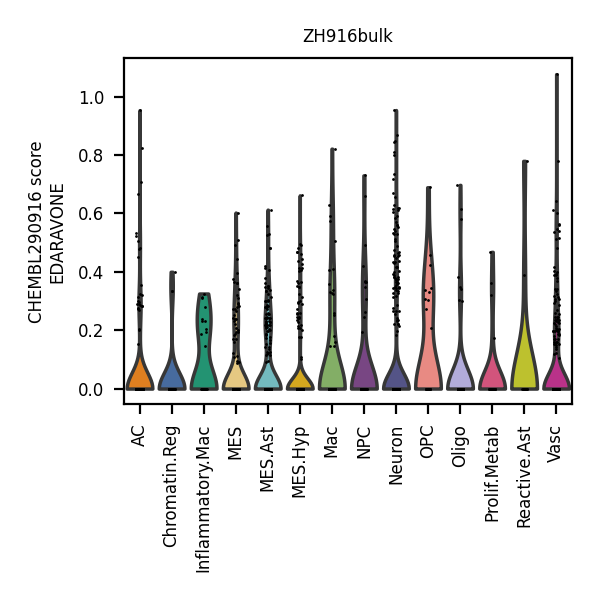 ZH916bulk
CHEMBL290916 score
EDARAVONE
1.0
0.8
0.6
0.4
0.2
0.0
AC
Chromatin.Reg
Inflammatory.Mac
MES
MES.Ast
MES.Hyp
Mac
NPC
Neuron
OPC
Oligo
Prolif.Metab
Reactive.Ast
Vasc